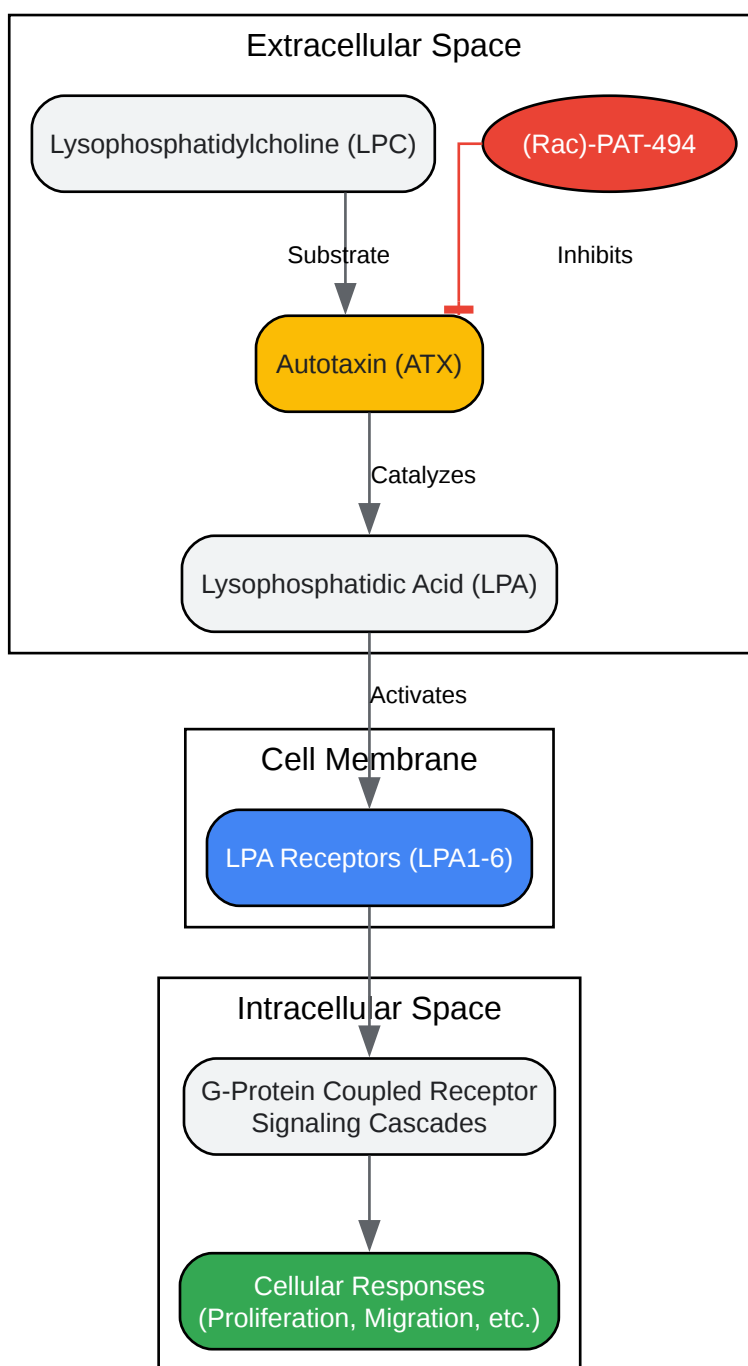 Extracellular Space
Lysophosphatidylcholine (LPC)
(Rac)-PAT-494
Substrate
Inhibits
Autotaxin (ATX)
Catalyzes
Lysophosphatidic Acid (LPA)
Activates
Cell Membrane
LPA Receptors (LPA1-6)
Intracellular Space
G-Protein Coupled Receptor
Signaling Cascades
Cellular Responses
(Proliferation, Migration, etc.)